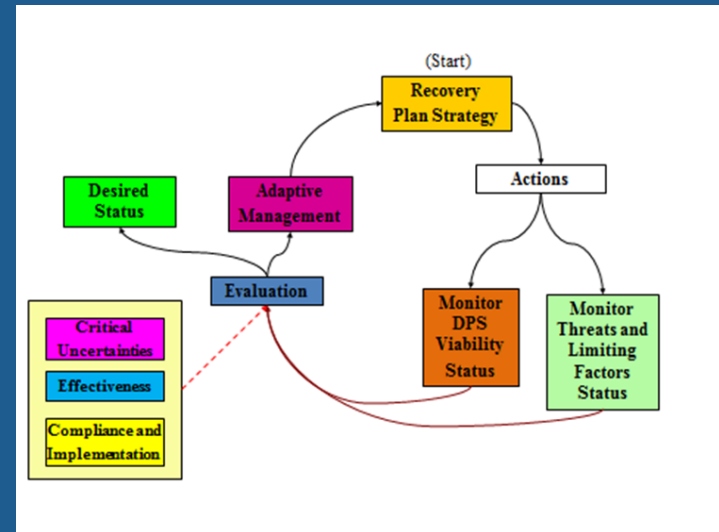 (Start)
Recovery
Plan Strategy
Actions
Desired
Status
Adaptive
Management
Evaluation
Monitor
DPS
Viability
Status
Monitor
Threats and
Limiting
Factors
Status
Critical
Uncertainties
Effectiveness
Compliance and
Implementation